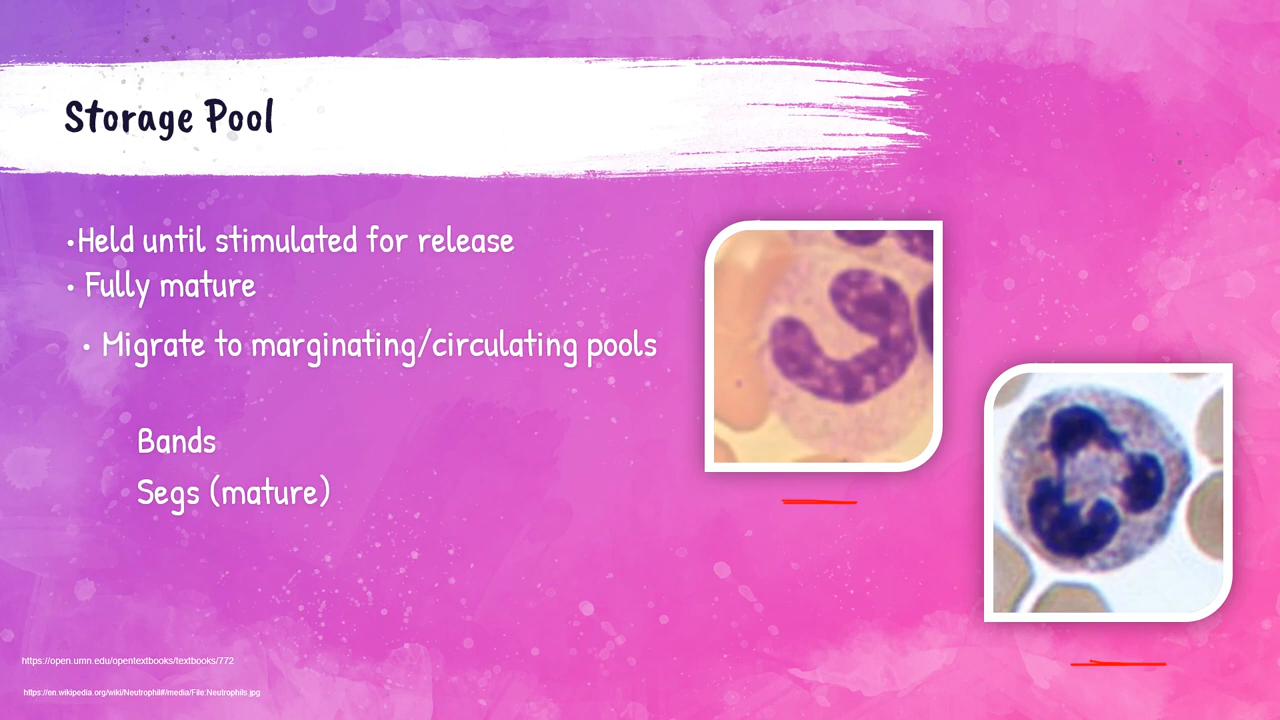 Storage Pool
•Held until stimulated for release
• Fully mature
• Migrate to marginating/circulating pools
Bands
Segs (mature)
https://open.umn.edu/opentextbooks/textbooks/772
https://en.wikipedia.org/wiki/Neutrophil#/media/File:Neutrophils.jpg